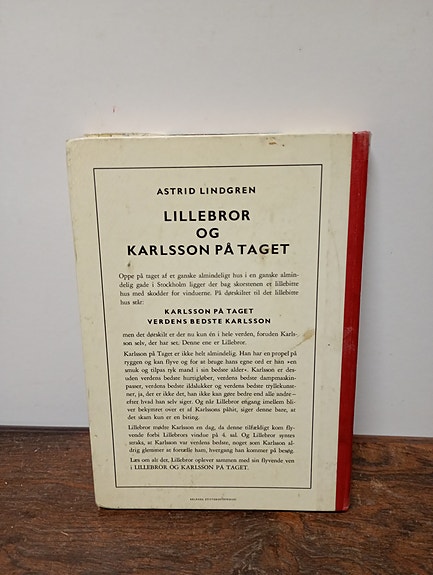 ASTRID LINDGREN
LILLEBROR
OG
KARLSSON PÅ TAGET
Oppe på taget af et ganske almindeligt hus i en ganske almin-
delig gade i Stockholm ligger der bag skorstenen et lillebitte
hus med skodder for vinduerne. På dørskiltet til det lillebitte
hus står:
KARLSSON PÅ TAGET
VERDENS BEDSTE KARLSSON
men det dørskilt er der nu kun én i hele verden, foruden Karls-
son selv, der har set. Denne ene er Lillebror.
Karlsson på Taget er ikke helt almindelig. Han har en propel på
ryggen og kan flyve og for at bruge hans egne ord er han »en
smuk og tilpas tyk mand i sin bedste alder«. Karlsson er des-
uden verdens bedste hurtigløber, verdens bedste dampmaskin-
passer, verdens bedste ildslukker og verdens bedste tryllekunst-
ner, ja, der er ikke det, han ikke kan gøre bedre end alle andre –
efter hvad han selv siger. Og når Lillebror engang imellem bli
ver bekymret over et af Karlssons påhit, siger denne bare, at
det skam kun er en bitting.
Lillebror mødte Karlsson en dag, da denne tilfældigt kom fly-
vende forbi Lillebrors vindue på 4. sal. Og Lillebror syntes
straks, at Karlsson var verdens bedste, noget som Karlsson al-
drig glemmer at fortælle ham, hvergang han kommer på besøg.
Læs om alt det, Lillebror oplever sammen med sin flyvende ven
i LILLEBROR OG KARLSSON PÅ TAGET.